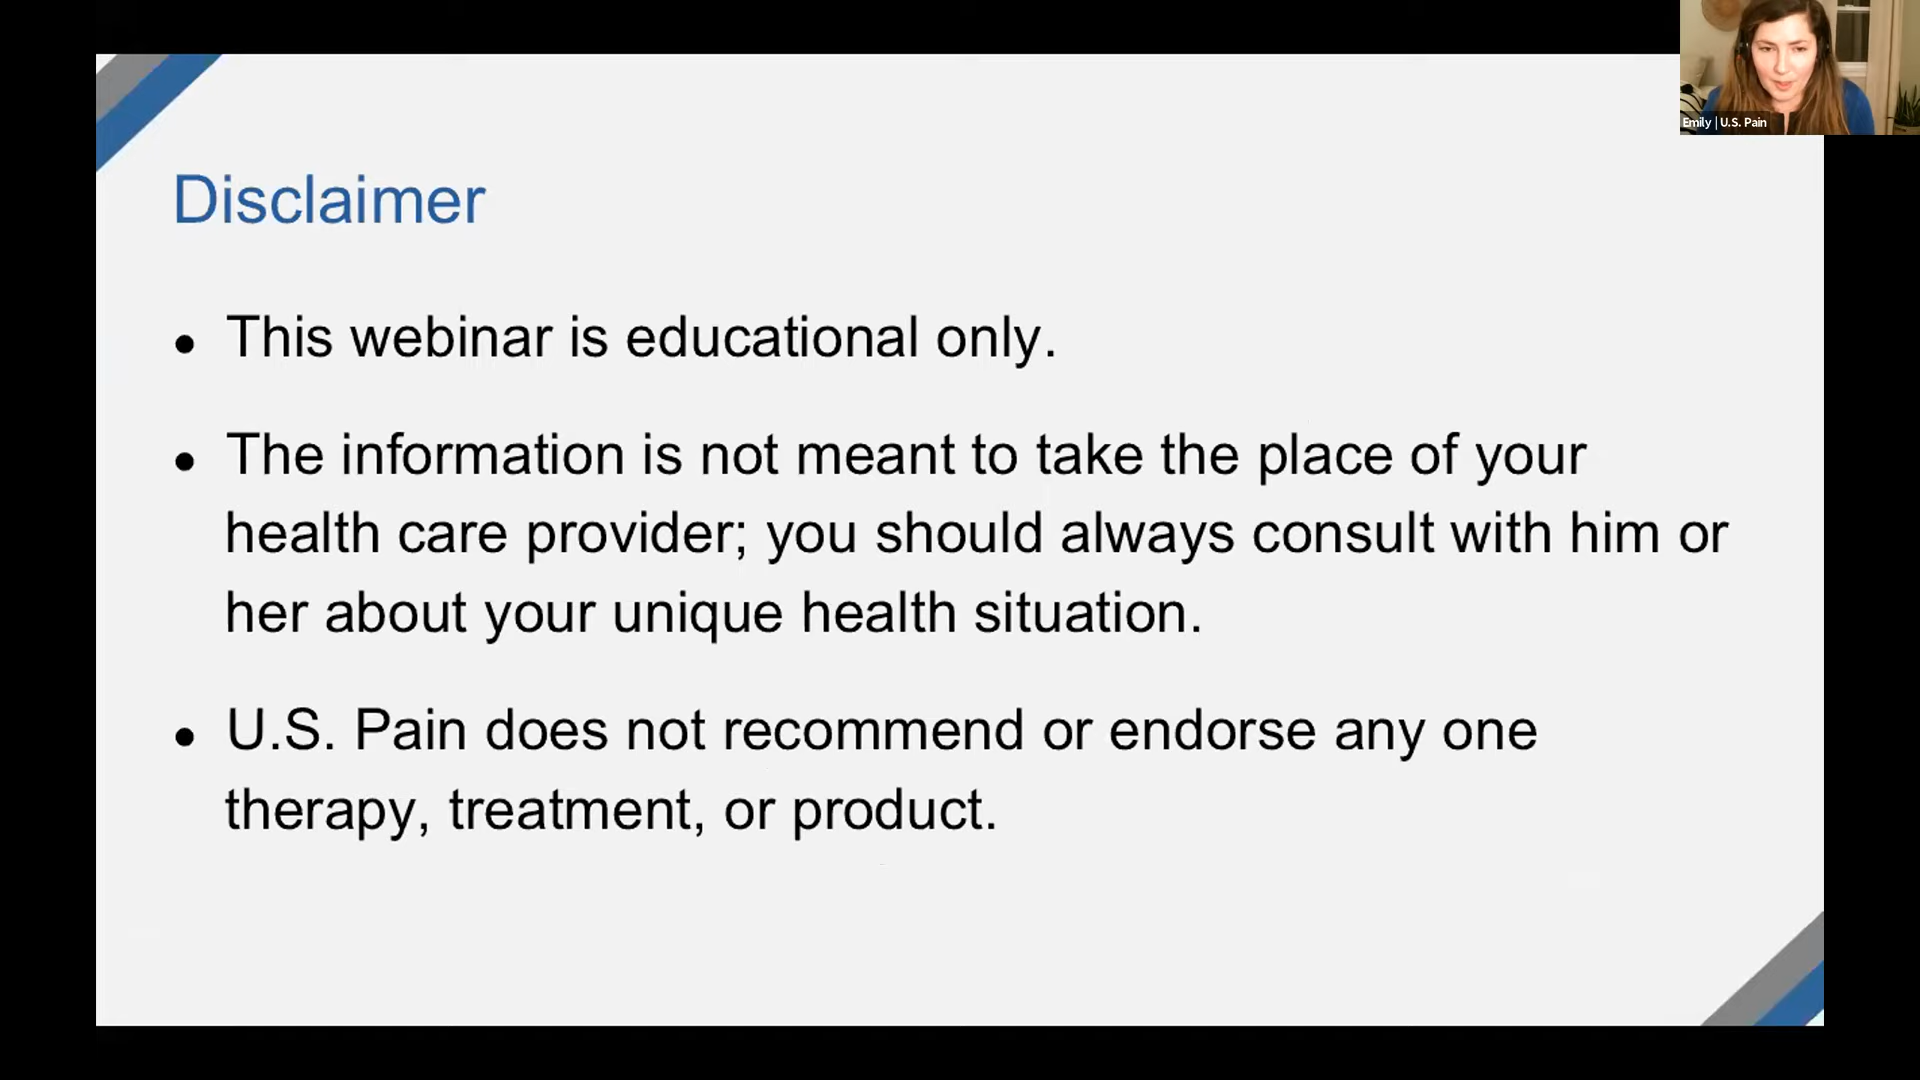 Emily | U.S. Pain
Disclaimer
● This webinar is educational only.
● The information is not meant to take the place of your
health care provider; you should always consult with him or
her about your unique health situation.
● U.S. Pain does not recommend or endorse any one
therapy, treatment, or product.